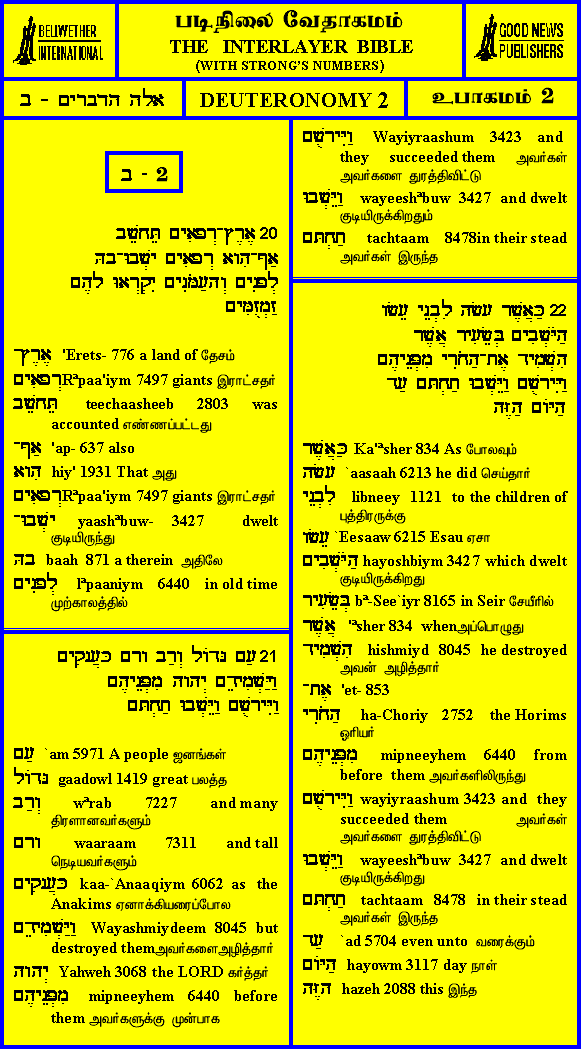 BELIWETHER
INTERNATIONAL
படிநிலை வேதாகமம்
THE INTERLAYER BIBLE
(WITH STRONG'S NUMBERS)
GOOD NEWS
PUBLISHERS
אלה הדברים - ב
DEUTERONOMY 2
உபாகமம் 2
ב - 2
20 אֶרֶץ־רְפָאִים תֵּחָשֵׁב
אַף־הִוא רְפָאִים יָשְׁבוּ־בָהּ
לְפָנִים וְהָעַמֹּנִים יִקְרְאוּ לָהֶם
זַמְזֻמִּים
אֶרֶץ־ 'Erets- 776 a land of தேசம்
רְפָאִים Rᵃpaa'iym 7497 giants இராட்சதர்
תֵּחָשֵׁב teechaasheeb 2803 was
accounted எண்ணப்பட்டது
אַף־ 'ap- 637 also
הִוא hiy' 1931 That அது
רְפָאִים Rᵃpaa'iym 7497 giants இராட்சதர்
יָשְׁבוּ־ yaashᵃbuw- 3427 dwelt
குடியிருந்து
בָהּ baah 871 a therein அதிலே
לְפָנִים lᵃpaaniym 6440 in old time
முற்காலத்தில்
21 עַם גָּדוֹל וְרַב וָרָם כָּעֲנָקִים
וַיַּשְׁמִידֵם יְהוָה מִפְּנֵיהֶם
וַיִּירָשֻׁם וַיֵּשְׁבוּ תַחְתָּם
עַם `am 5971 A people ஜனங்கள்
גָּדוֹל gaadowl 1419 great பலத்த
וְרַב wᵃrab 7227 and many
திரளானவர்களும்
וָרָם waaraam 7311 and tall
நெடியவர்களும்
כָּעֲנָקִים kaa-`Anaaqiym 6062 as the
Anakims ஏனாக்கியரைப்போல
וַיַּשְׁמִידֵם Wayashmiydeem 8045 but
destroyed themஅவர்களைஅழித்தார்
יְהוָה Yahweh 3068 the LORD கர்த்தர்
מִפְּנֵיהֶם mipneeyhem 6440 before
them அவர்களுக்கு முன்பாக
וַיִּירָשֻׁם Wayiyraashum 3423 and
they succeeded them அவர்கள்
அவர்களை துரத்திவிட்டு
וַיֵּשְׁבוּ wayeeshᵃbuw 3427 and dwelt
குடியிருக்கிறதும்
תַחְתָּם tachtaam 8478in their stead
அவர்கள் இருந்த
22 כַּאֲשֶׁר עָשָׂה לִבְנֵי עֵשָׂו
הַיֹּשְׁבִים בְּשֵׂעִיר אֲשֶׁר
הִשְׁמִיד אֶת־הַחֹרִי מִפְּנֵיהֶם
וַיִּירָשֻׁם וַיֵּשְׁבוּ תַחְתָּם עַד
הַיּוֹם הַזֶּה
כַּאֲשֶׁר Ka'ᵃsher 834 As போலவும்
עָשָׂה `aasaah 6213 he did செய்தார்
לִבְנֵי libneey 1121 to the children of
புத்திரருக்கு
עֵשָׂו `Eesaaw 6215 Esau ஏசா
הַיֹּשְׁבִים hayoshbiym 3427 which dwelt
குடியிருக்கிறது
בְּשֵׂעִיר bᵃ-See`iyr 8165 in Seir சேயீரில்
אֲשֶׁר 'ᵃsher 834 whenஅப்பொழுது
הִשְׁמִיד hishmiyd 8045 he destroyed
அவன் அழித்தார்
אֶת־ 'et- 853
הַחֹרִי ha-Choriy 2752 the Horims
ஓரியர்
מִפְּנֵיהֶם mipneeyhem 6440 from
before them அவர்களிலிருந்து
וַיִּירָשֻׁם wayiyraashum 3423 and they
succeeded them அவர்கள்
அவர்களை துரத்திவிட்டு
וַיֵּשְׁבוּ wayeeshᵃbuw 3427 and dwelt
குடியிருக்கிறது
תַחְתָּם tachtaam 8478 in their stead
அவர்கள் இருந்த
עַד `ad 5704 even unto வரைக்கும்
הַיּוֹם hayowm 3117 day நாள்
הַזֶּה hazeh 2088 this இந்த